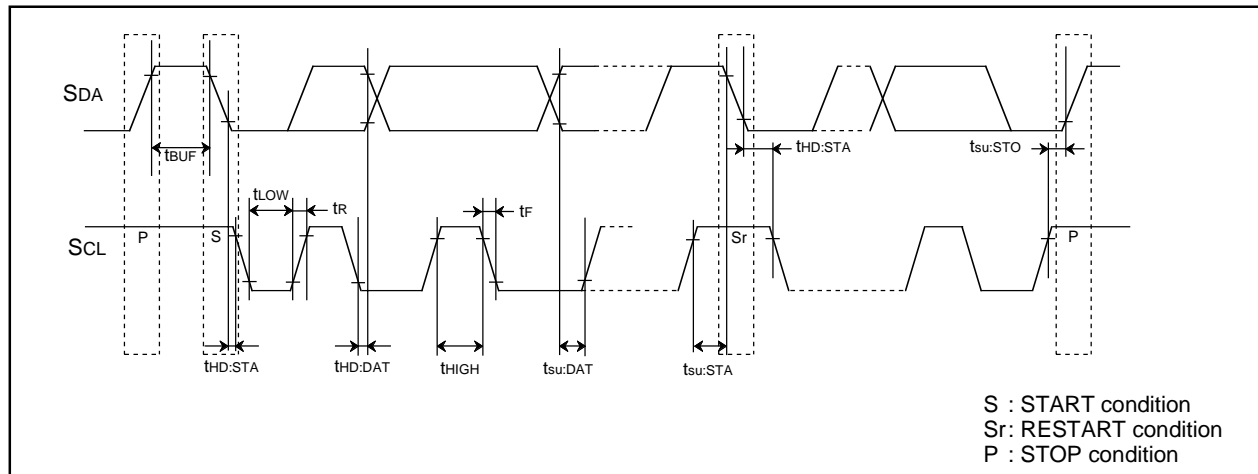 SDA
tBUF
tHD:STA
tsu:STO
tLOW
tR
tF
SCL
P
S
Sr
P
tHD:STA
tHD:DAT
tHIGH
tsu:DAT
tsu:STA
S : START condition
Sr: RESTART condition
P : STOP condition